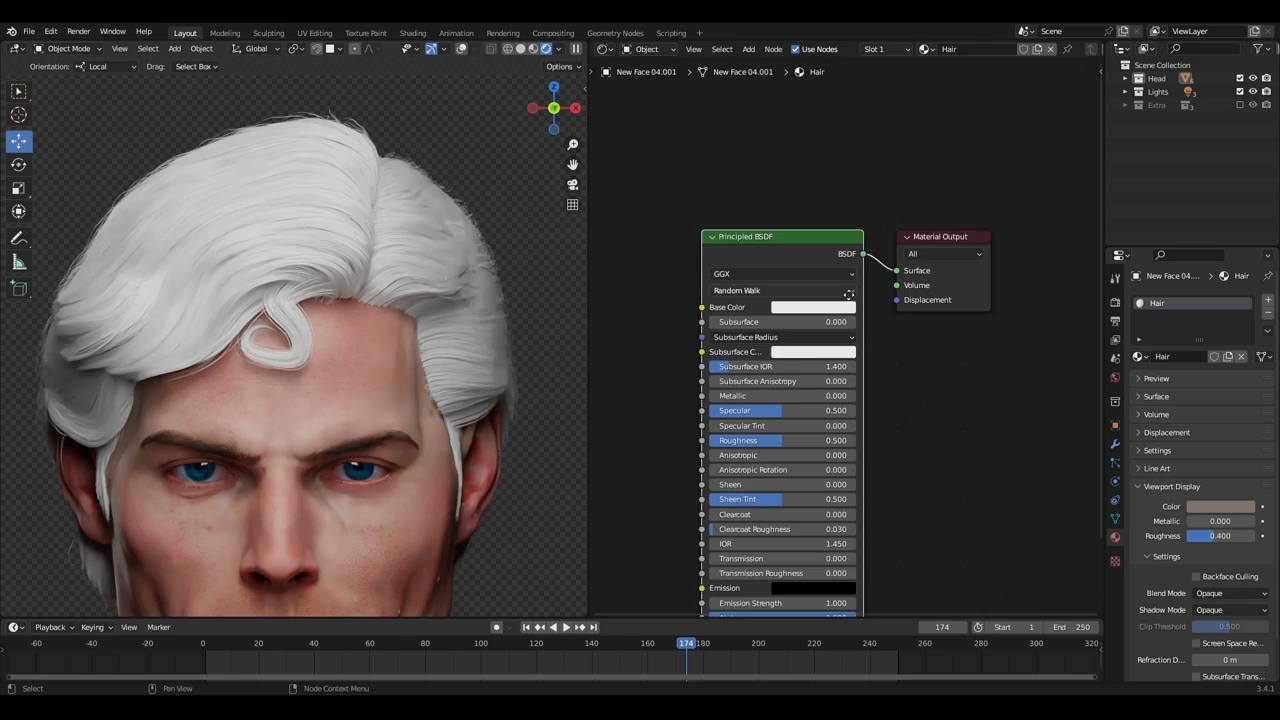 File Edit Render Window Help Layout Modeling Sculpting UV Editing Texture Paint Shading Animation Rendering Compositing Geometry Nodes Scripting Scene ViewLayer
Object Mode View Select Add Object Global Object View Select Add Node Use Nodes Slot 1 Hair
Orientation: Local Drag: Select Box Options
New Face 04.001 New Face 04.001 Hair
Scene Collection
Head
Lights
3
Extra
3
Z
-Y
X
Principled BSDF
BSDF
GGX
Random Walk
Base Color
Subsurface 0.000
Subsurface Radius
Subsurface C...
Subsurface IOR 1.400
Subsurface Anisotropy 0.000
Metallic 0.000
Specular 0.500
Specular Tint 0.000
Roughness 0.500
Anisotropic 0.000
Anisotropic Rotation 0.000
Sheen 0.000
Sheen Tint 0.500
Clearcoat 0.000
Clearcoat Roughness 0.030
IOR 1.450
Transmission 0.000
Transmission Roughness 0.000
Emission
Emission Strength 1.000
Material Output
All
Surface
Volume
Displacement
New Face 04.... Hair
Hair
Hair
Preview
Surface
Volume
Displacement
Settings
Line Art
Viewport Display
Color
Metallic 0.000
Roughness 0.400
Settings
Backface Culling
Blend Mode Opaque
Shadow Mode Opaque
Clip Threshold 0.500
Screen Space Re...
Refraction D... 0 m
Subsurface Trans...
Playback Keying View Marker 174 Start 1 End 250
-60 -40 -20 0 20 40 60 80 100 120 140 160 174 180 200 220 240 260 280 300 320
Select Pan View Node Context Menu 3.4.1